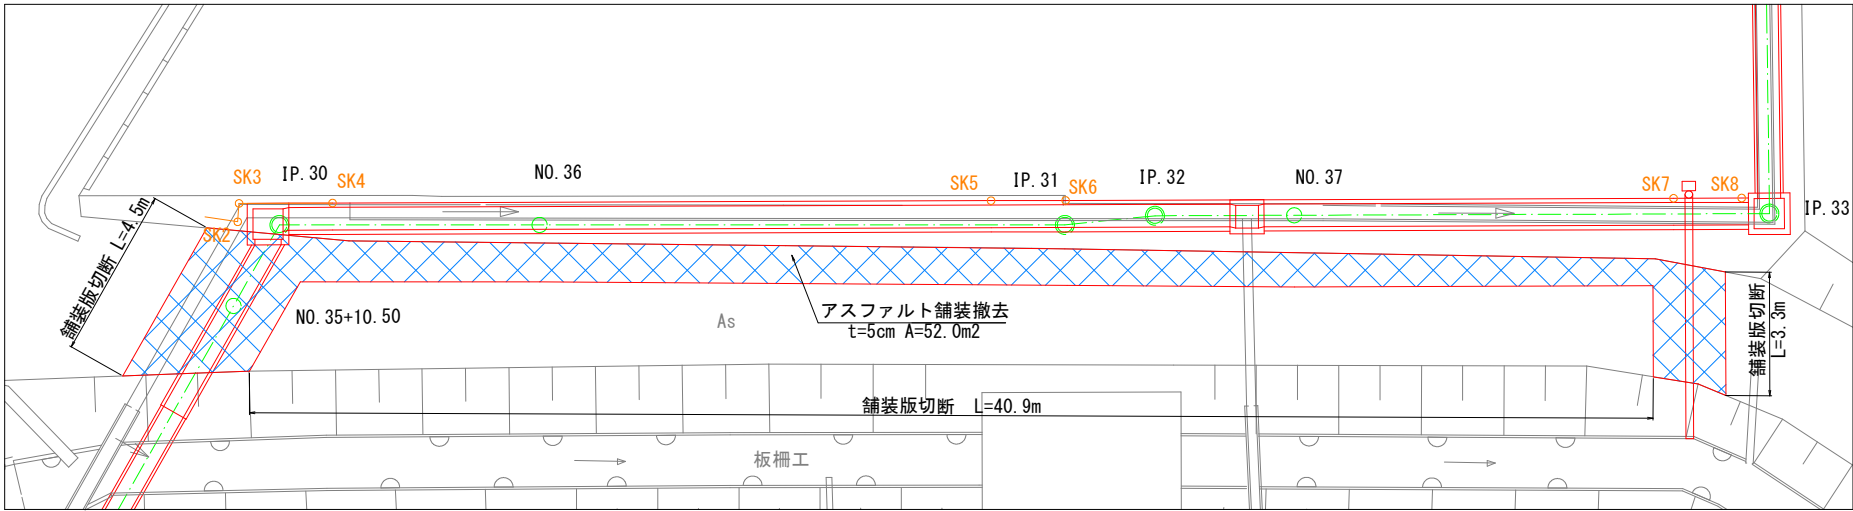 SK3
IP.30
SK4
NO.36
SK5
IP.31
SK6
IP.32
NO.37
SK7
SK8
IP.33
SK2
舗装版切断 L=4.5m
NO.35+10.50
As
アスファルト舗装撤去
t=5cm A=52.0m2
舗装版切断
L=3.3m
舗装版切断 L=40.9m
板柵工